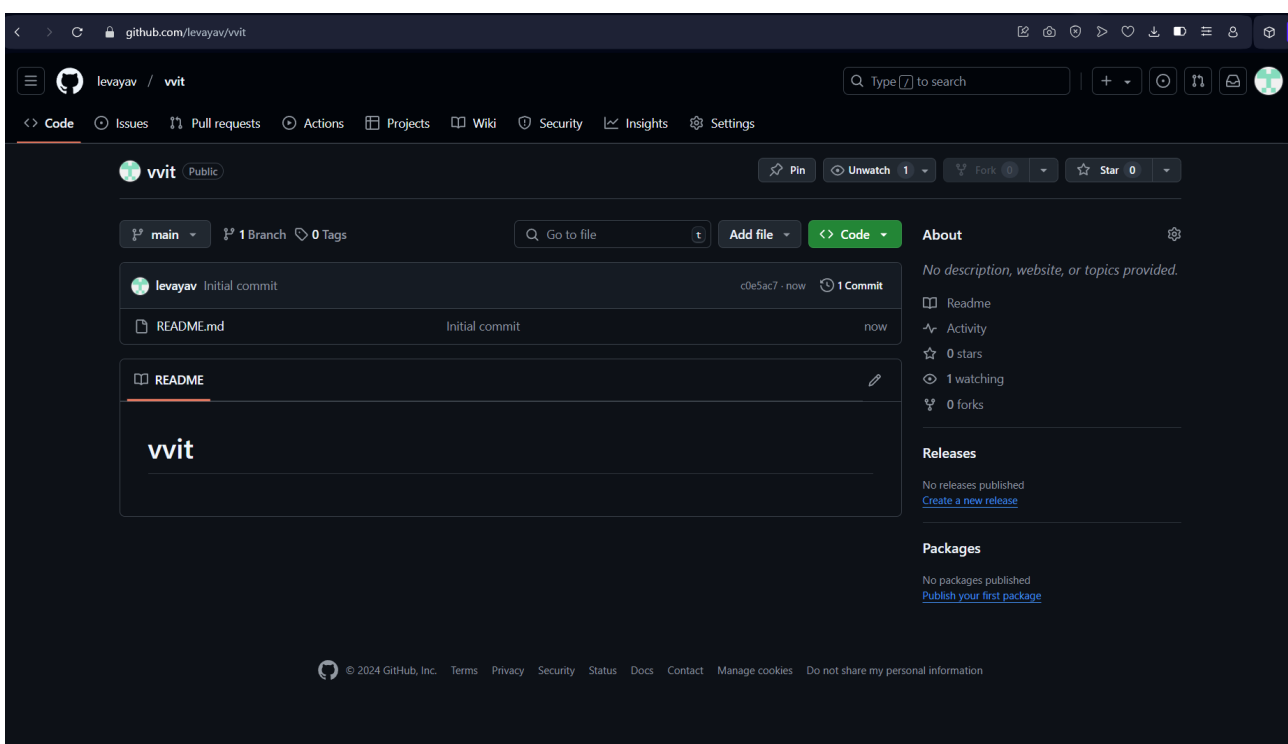 github.com/levayav/vvit
levayav / vvit
Type / to search
Code Issues Pull requests Actions Projects Wiki Security Insights Settings
vvit Public
Pin Unwatch 1 Fork 0 Star 0
main 1 Branch 0 Tags Go to file t Add file Code
levayav Initial commit c0e5ac7 · now 1 Commit
README.md Initial commit now
README
vvit
About
No description, website, or topics provided.
Readme
Activity
0 stars
1 watching
0 forks
Releases
No releases published
Create a new release
Packages
No packages published
Publish your first package
© 2024 GitHub, Inc. Terms Privacy Security Status Docs Contact Manage cookies Do not share my personal information